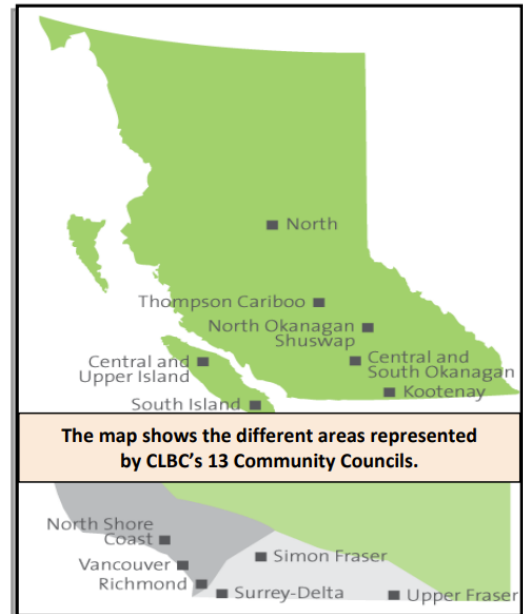 North
Thompson Cariboo
North Okanagan
Shuswap
Central and
Upper Island
Central and
South Okanagan
Kootenay
South Island
The map shows the different areas represented
by CLBC's 13 Community Councils.
North Shore
Coast
Simon Fraser
Vancouver
Richmond
Surrey-Delta
Upper Fraser